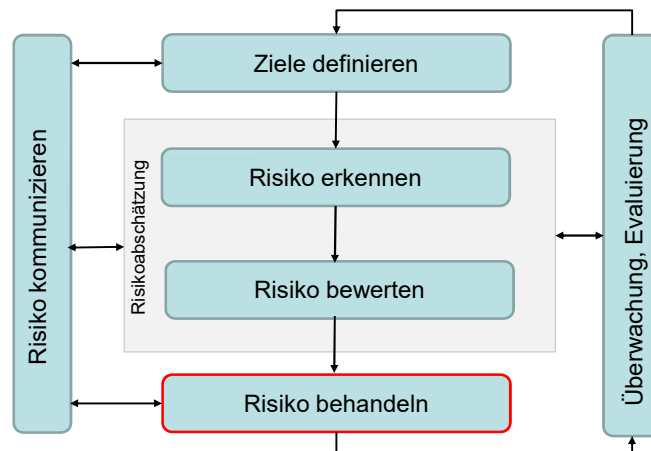 Ziele definieren
Risiko kommunizieren
Risikoabschätzung
Risiko erkennen
Risiko bewerten
Risiko behandeln
Überwachung, Evaluierung